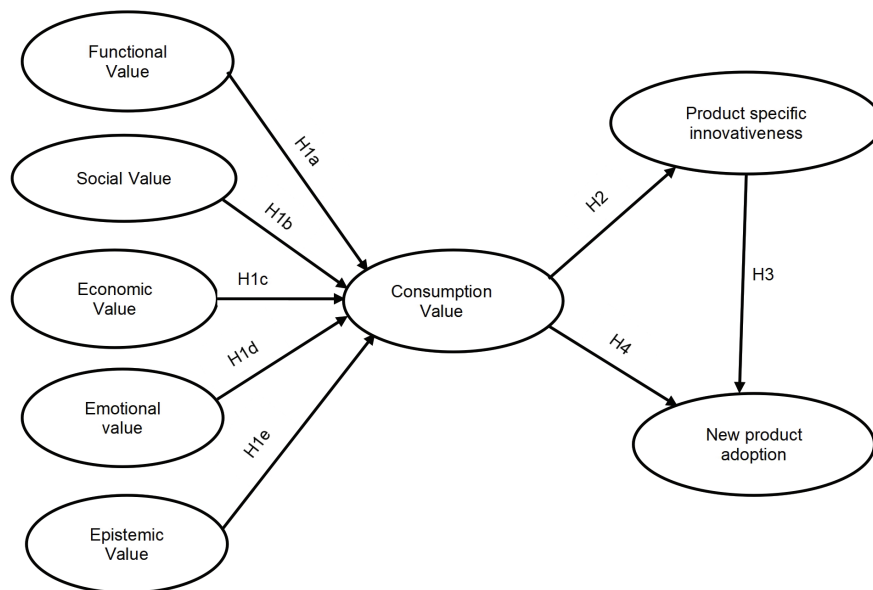 Functional
Value
H1a
Social Value
H1b
Economic
Value
H1c
Emotional
value
H1d
Epistemic
Value
H1e
Consumption
Value
H2
Product specific
innovativeness
H3
H4
New product
adoption